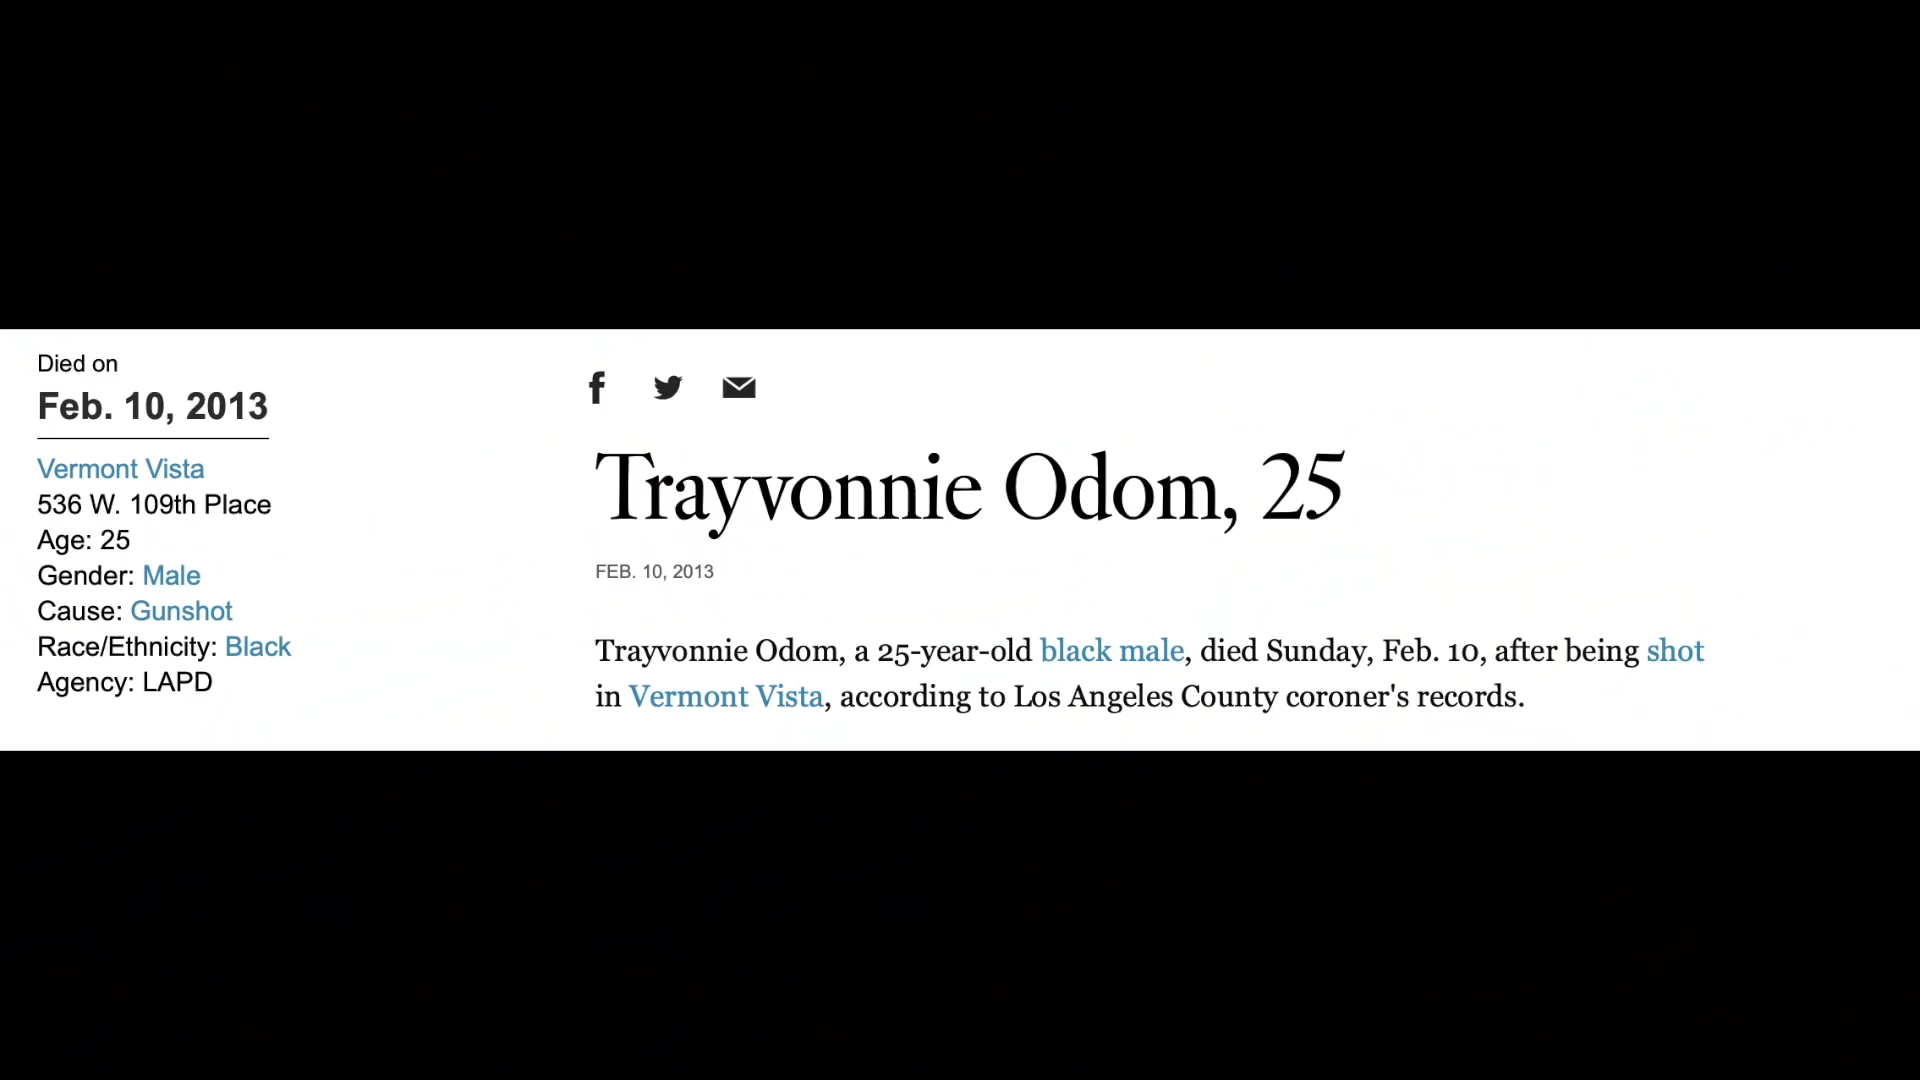 Died on
Feb. 10, 2013
Vermont Vista
536 W. 109th Place
Age: 25
Gender: Male
Cause: Gunshot
Race/Ethnicity: Black
Agency: LAPD
Trayvonnie Odom, 25
FEB. 10, 2013
Trayvonnie Odom, a 25-year-old black male, died Sunday, Feb. 10, after being shot
in Vermont Vista, according to Los Angeles County coroner's records.